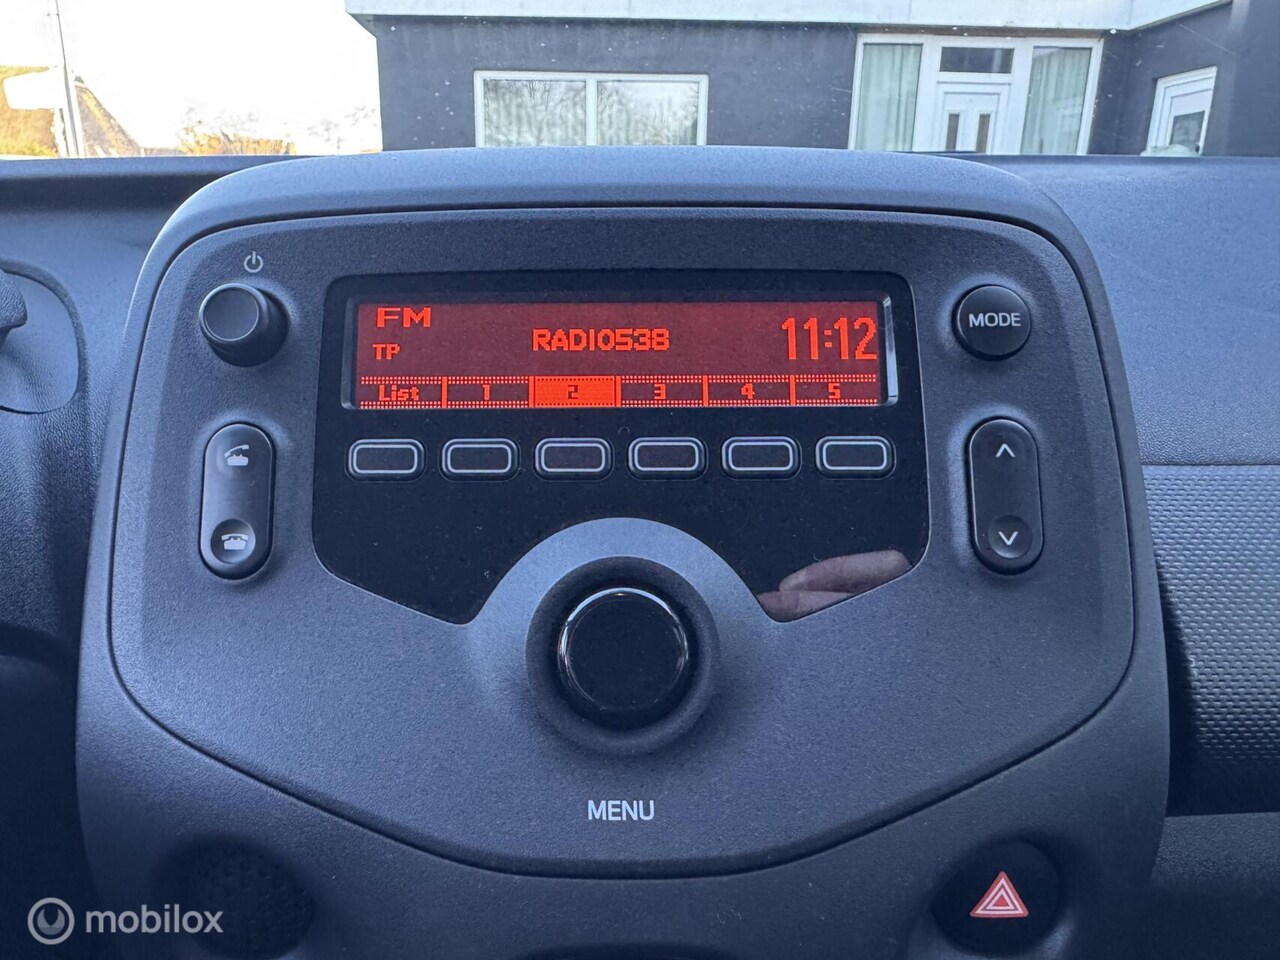 FM
TP
RADIO538
11:12
List 1 2 3 4 5
MODE
MENU
mobilox